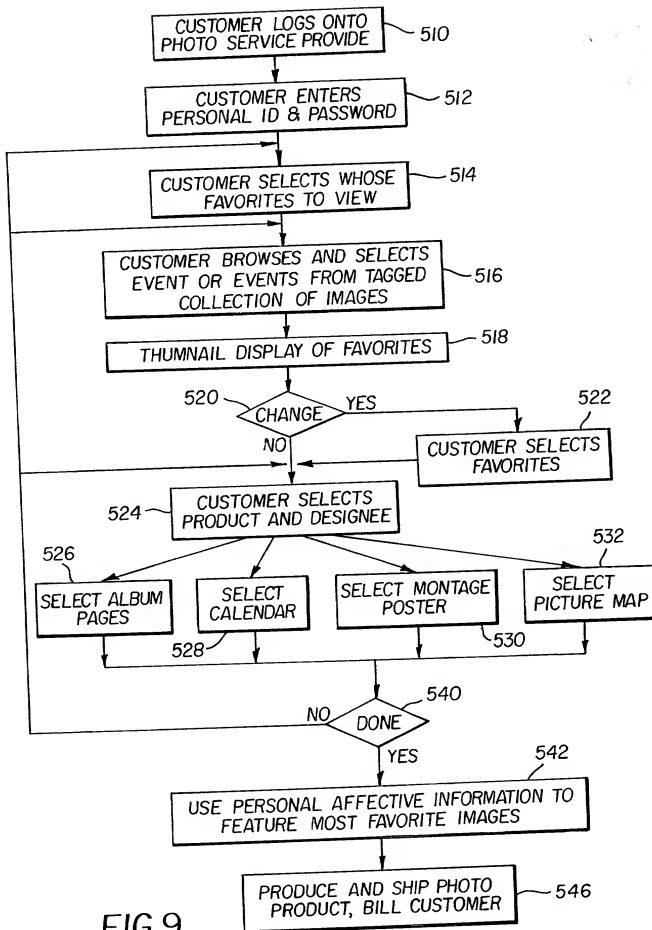 CUSTOMER LOGS ONTO
PHOTO SERVICE PROVIDE
510
CUSTOMER ENTERS
PERSONAL ID & PASSWORD
512
CUSTOMER SELECTS WHOSE
FAVORITES TO VIEW
514
CUSTOMER BROWSES AND SELECTS
EVENT OR EVENTS FROM TAGGED
COLLECTION OF IMAGES
516
THUMNAIL DISPLAY OF FAVORITES
518
520
CHANGE
YES
NO
522
CUSTOMER SELECTS
FAVORITES
524
CUSTOMER SELECTS
PRODUCT AND DESIGNEE
526
SELECT ALBUM
PAGES
SELECT
CALENDAR
528
SELECT MONTAGE
POSTER
530
532
SELECT
PICTURE MAP
540
NO
DONE
YES
542
USE PERSONAL AFFECTIVE INFORMATION TO
FEATURE MOST FAVORITE IMAGES
PRODUCE AND SHIP PHOTO
PRODUCT, BILL CUSTOMER
546
FIG.9